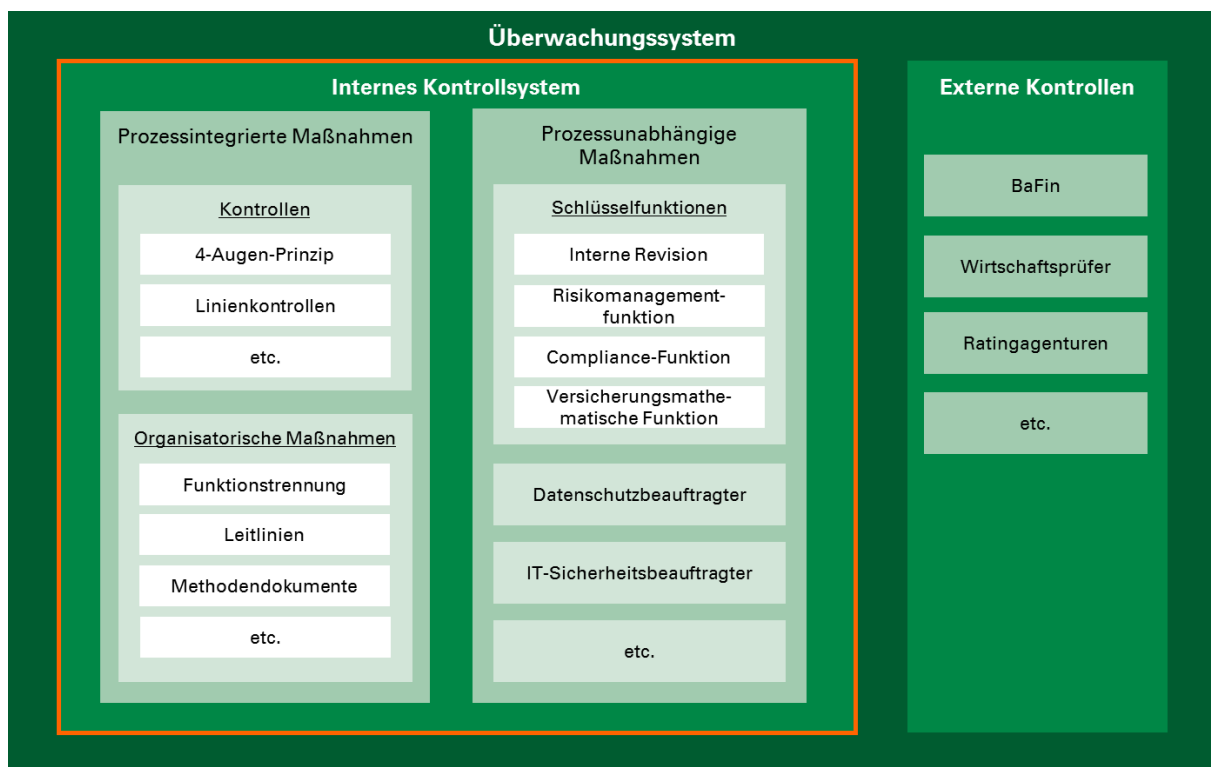 Überwachungssystem
Internes Kontrollsystem
Prozessintegrierte Maßnahmen
Kontrollen
4-Augen-Prinzip
Linienkontrollen
etc.
Organisatorische Maßnahmen
Funktionstrennung
Leitlinien
Methodendokumente
etc.
Prozessunabhängige
Maßnahmen
Schlüsselfunktionen
Interne Revision
Risikomanagement-
funktion
Compliance-Funktion
Versicherungsmathe-
matische Funktion
Datenschutzbeauftragter
IT-Sicherheitsbeauftragter
etc.
Externe Kontrollen
BaFin
Wirtschaftsprüfer
Ratingagenturen
etc.